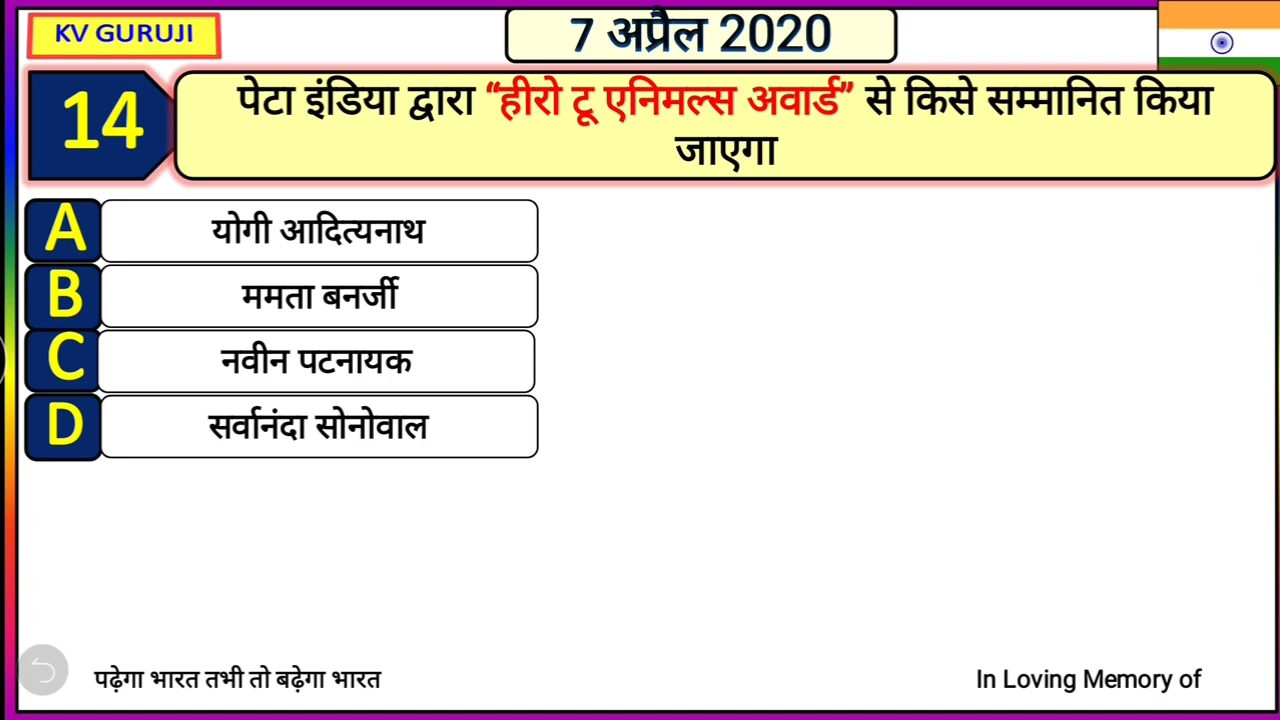 KV GURUJI
7 अप्रैल 2020
14
पेटा इंडिया द्वारा “हीरो टू एनिमल्स अवार्ड” से किसे सम्मानित किया
जाएगा
A
योगी आदित्यनाथ
B
ममता बनर्जी
C
नवीन पटनायक
D
सर्वानंदा सोनोवाल
पढ़ेगा भारत तभी तो बढ़ेगा भारत
In Loving Memory of